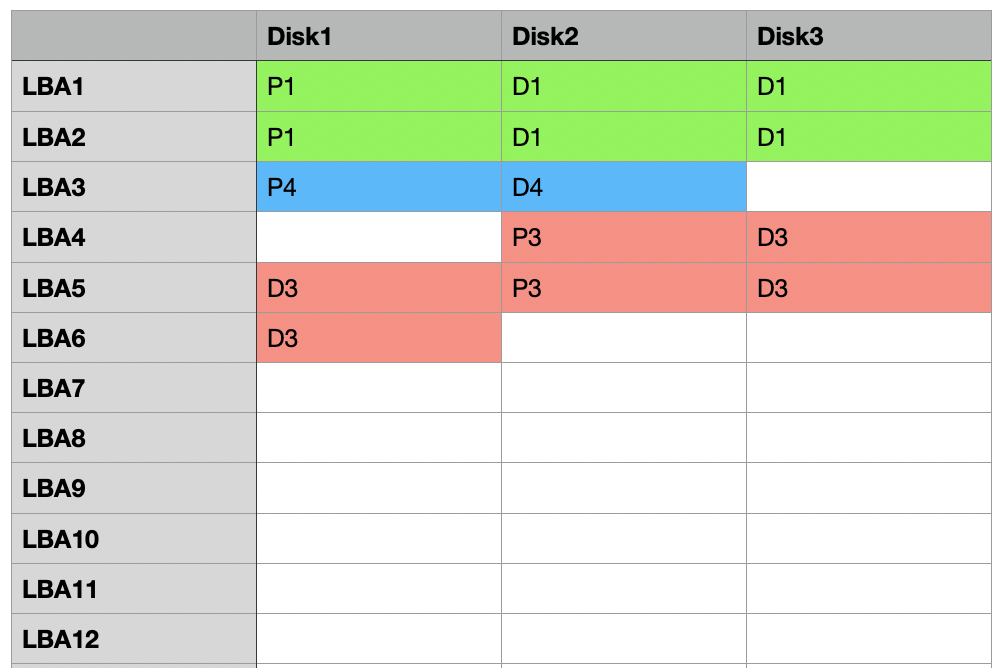 Disk1 Disk2 Disk3
LBA1 P1 D1 D1
LBA2 P1 D1 D1
LBA3 P4 D4
LBA4 P3 D3
LBA5 D3 P3 D3
LBA6 D3
LBA7
LBA8
LBA9
LBA10
LBA11
LBA12